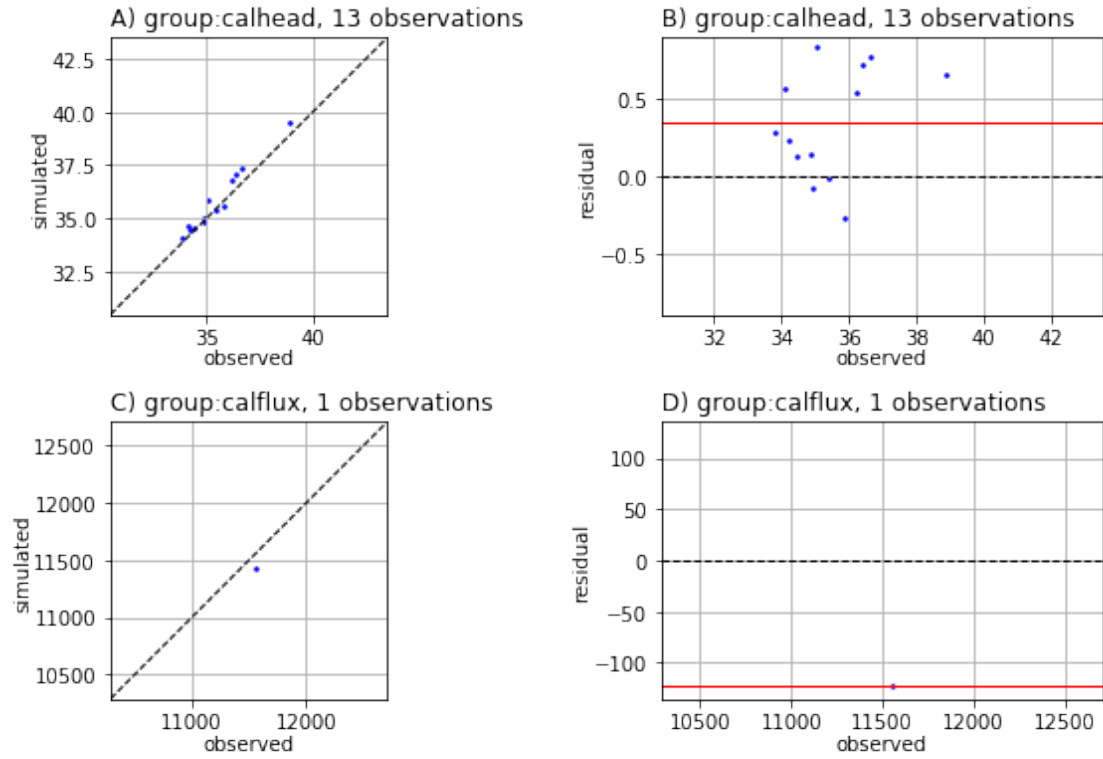 A) group:calhead, 13 observations
42.5
40.0
37.5
35.0
32.5
simulated
35
40
observed
B) group:calhead, 13 observations
0.5
0.0
−0.5
residual
32
34
36
38
40
42
observed
C) group:calflux, 1 observations
12500
12000
11500
11000
10500
simulated
11000
12000
observed
D) group:calflux, 1 observations
100
50
0
−50
−100
residual
10500
11000
11500
12000
12500
observed